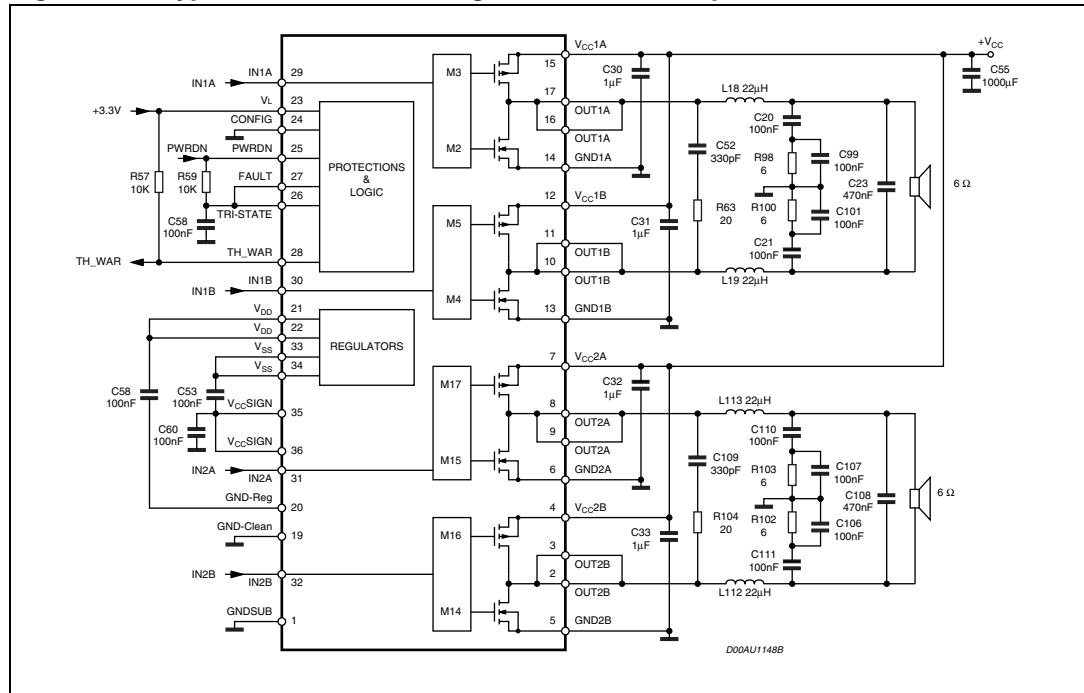 IN1A
29
IN1A
+3.3V
VL
23
CONFIG
24
PWRDN
PWRDN
25
R57
10K
R59
10K
FAULT
27
26
TRI-STATE
C58
100nF
TH_WAR
TH_WAR
28
IN1B
30
IN1B
PROTECTIONS
&
LOGIC
VDD
21
VDD
22
VSS
33
VSS
34
REGULATORS
C58
100nF
C53
100nF
VCCSIGN
35
C60
100nF
VCCSIGN
36
IN2A
IN2A
31
GND-Reg
20
GND-Clean
19
IN2B
IN2B
32
GNDSUB
1
M3
M2
M5
M4
M17
M15
M16
M14
15
VCC1A
17
OUT1A
16
OUT1A
14
GND1A
12
VCC1B
11
OUT1B
10
OUT1B
13
GND1B
7
VCC2A
8
OUT2A
9
OUT2A
6
GND2A
4
VCC2B
3
OUT2B
2
OUT2B
5
GND2B
C30
1µF
C31
1µF
C32
1µF
C33
1µF
+VCC
C55
1000µF
L18 22µH
C20
100nF
C52
330pF
R98
6
C99
100nF
C23
470nF
6 Ω
R63
20
R100
6
C101
100nF
C21
100nF
L19 22µH
L113 22µH
C110
100nF
C109
330pF
R103
6
C107
100nF
C108
470nF
6 Ω
R104
20
R102
6
C106
100nF
C111
100nF
L112 22µH
D00AU1148B